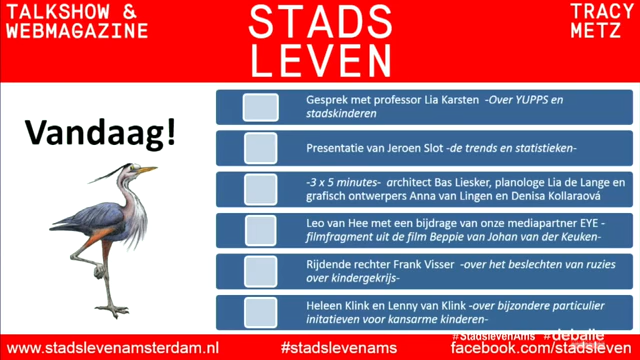 TALKSHOW &
WEBMAGAZINE
STADS
LEVEN
TRACY
METZ
Vandaag!
Gesprek met professor Lia Karsten -Over YUPPS en
stadskinderen
Presentatie van Jeroen Slot -de trends en statistieken-
-3 x 5 minutes- architect Bas Liesker, planologe Lia de Lange en
grafisch ontwerpers Anna van Lingen en Denisa Kollaraová
Leo van Hee met een bijdrage van onze mediapartner EYE -
filmfragment uit de film Beppie van Johan van der Keuken-
Rijdende rechter Frank Visser -over het beslechten van ruzies
over kindergekrijs-
Heleen Klink en Lenny van Klink -over bijzondere particulier
initatieven voor kansarme kinderen-
#StadslevenAms #deballe
www.stadslevenamsterdam.nl
#stadslevenams
facebook.com/stadsleven